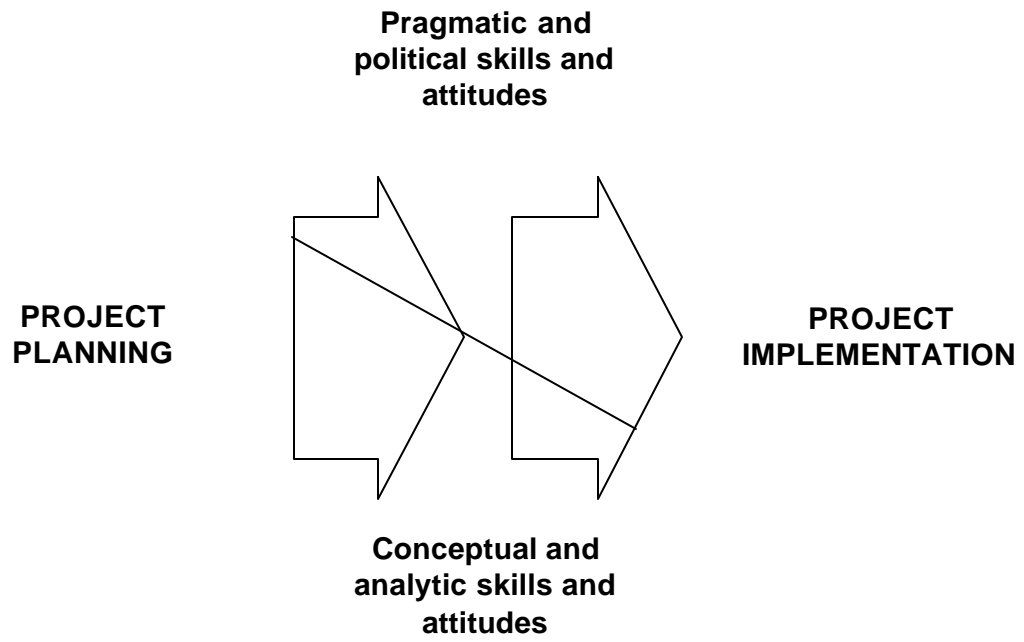 Pragmatic and
political skills and
attitudes
PROJECT
PLANNING
PROJECT
IMPLEMENTATION
Conceptual and
analytic skills and
attitudes